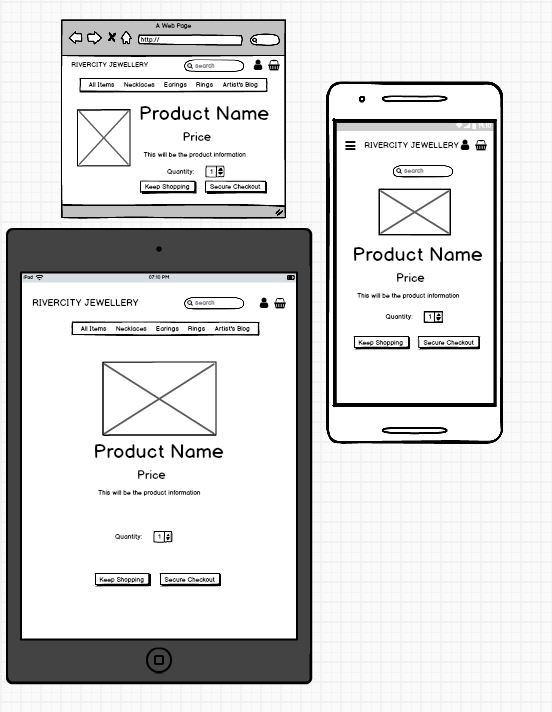 A Web Page
http://
RIVERCITY JEWELLERY
search
All Items Necklaces Earings Rings Artist's Blog
Product Name
Price
This will be the product information
Quantity: 1
Keep Shopping Secure Checkout
RIVERCITY JEWELLERY
search
Product Name
Price
This will be the product information
Quantity: 1
Keep Shopping Secure Checkout
iPad 07:10 PM
RIVERCITY JEWELLERY
search
All Items Necklaces Earings Rings Artist's Blog
Product Name
Price
This will be the product information
Quantity: 1
Keep Shopping Secure Checkout